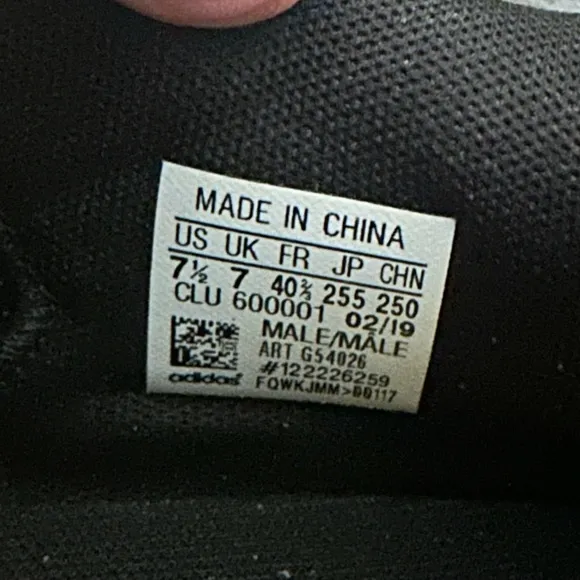 MADE IN CHINA
US UK FR JP CHN
7½ 7 40⅔ 255 250
CLU 600001 02/19
MALE/MÂLE
ART G54026
#122226259
adidas FQWKJMM>00117